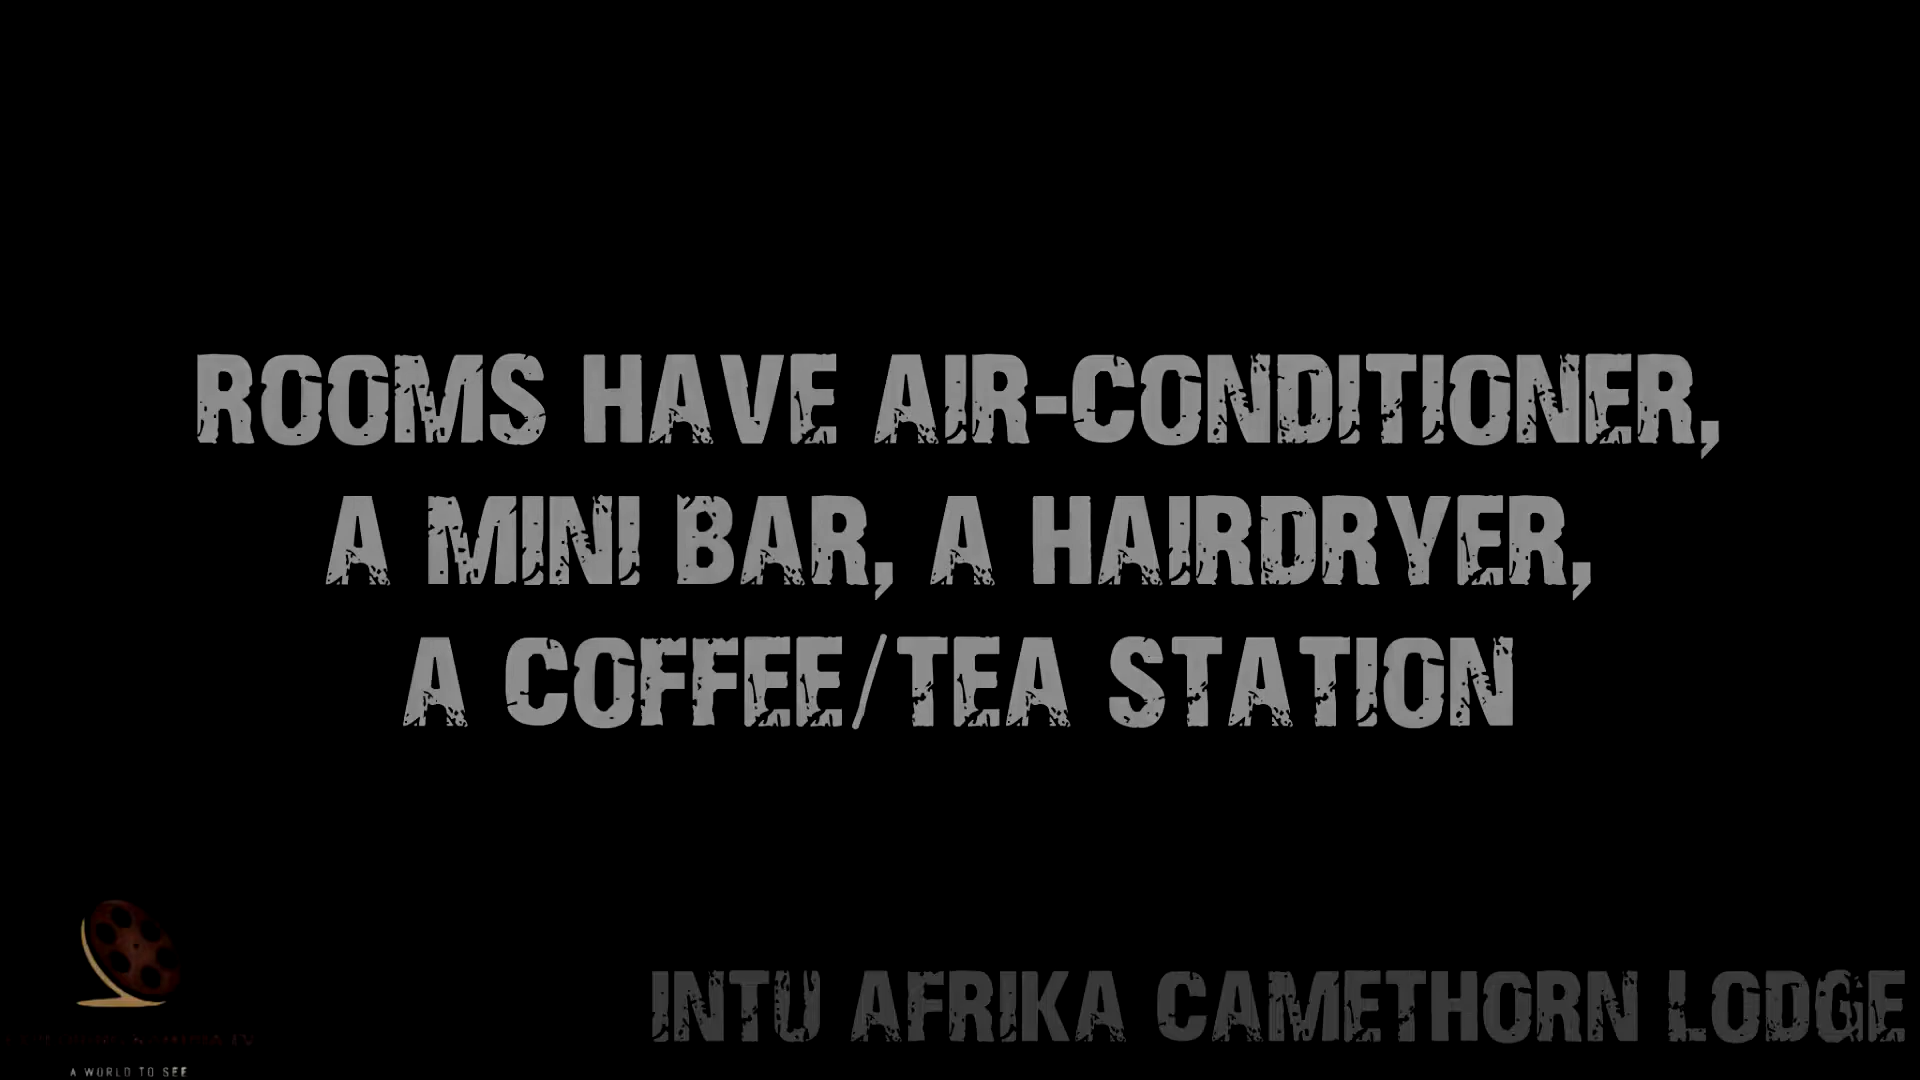 ROOMS HAVE AIR-CONDITIONER,
A MINI BAR, A HAIRDRYER,
A COFFEE/TEA STATION
INTU AFRIKA CAMETHORN LODGE
A WORLD TO SEE